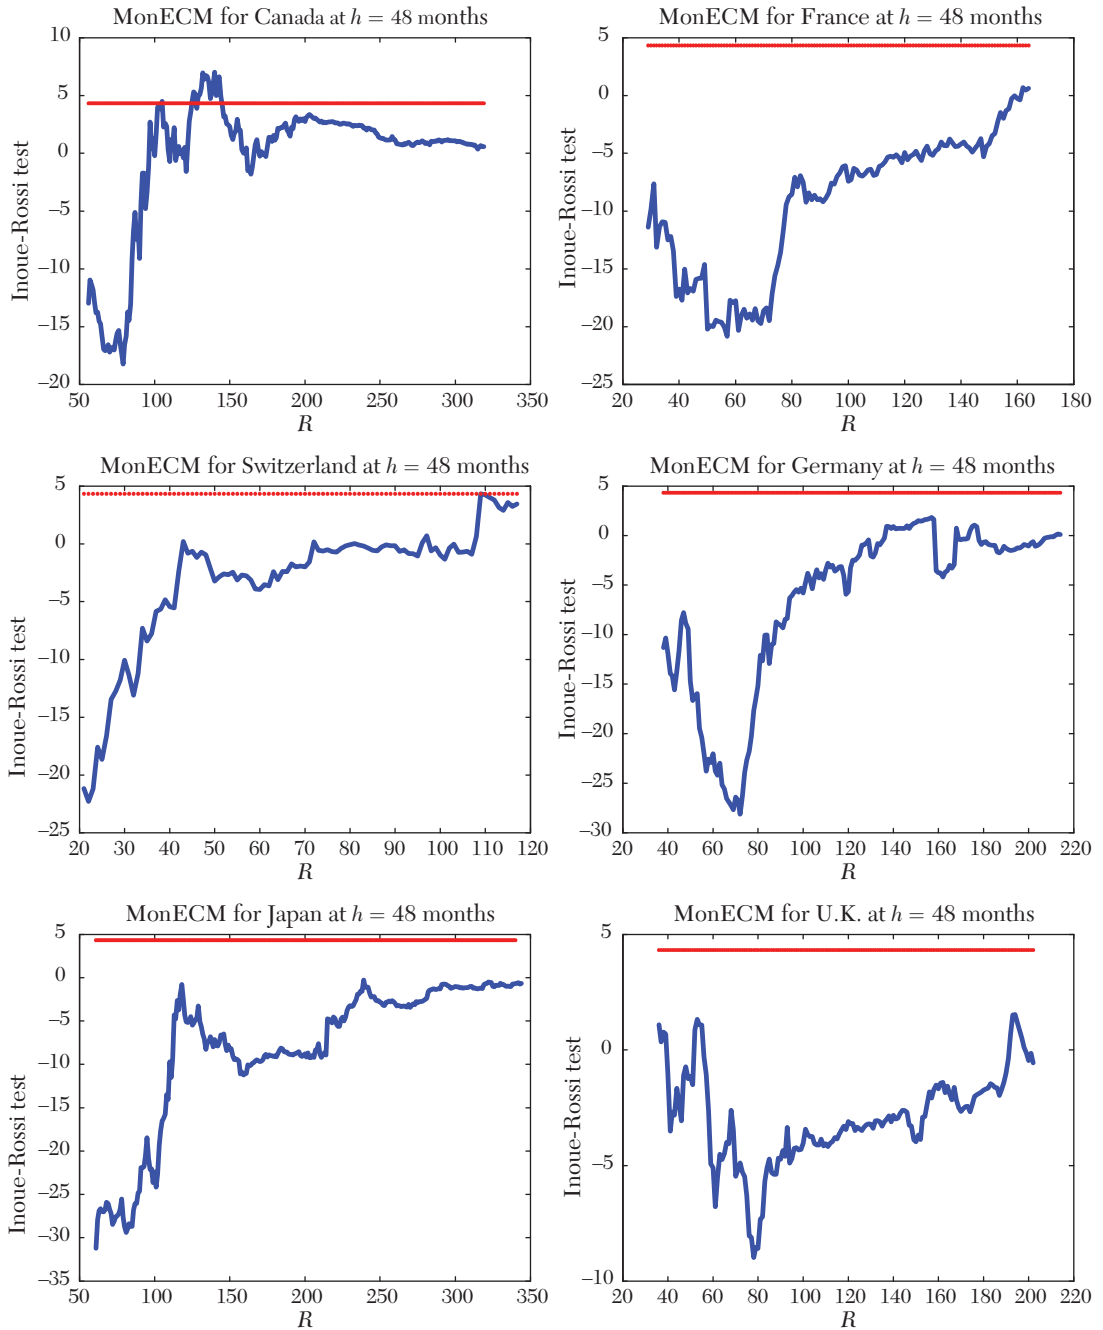 MonECM for Canada at h = 48 months
Inoue-Rossi test
10
5
0
–5
–10
–15
–20
50 100 150 200 250 300 350
R
MonECM for France at h = 48 months
Inoue-Rossi test
5
0
–5
–10
–15
–20
–25
20 40 60 80 100 120 140 160 180
R
MonECM for Switzerland at h = 48 months
Inoue-Rossi test
5
0
–5
–10
–15
–20
–25
20 30 40 50 60 70 80 90 100 110 120
R
MonECM for Germany at h = 48 months
Inoue-Rossi test
5
0
–5
–10
–15
–20
–25
–30
20 40 60 80 100 120 140 160 180 200 220
R
MonECM for Japan at h = 48 months
Inoue-Rossi test
5
0
–5
–10
–15
–20
–25
–30
–35
50 100 150 200 250 300 350
R
MonECM for U.K. at h = 48 months
Inoue-Rossi test
5
0
–5
–10
20 40 60 80 100 120 140 160 180 200 220
R